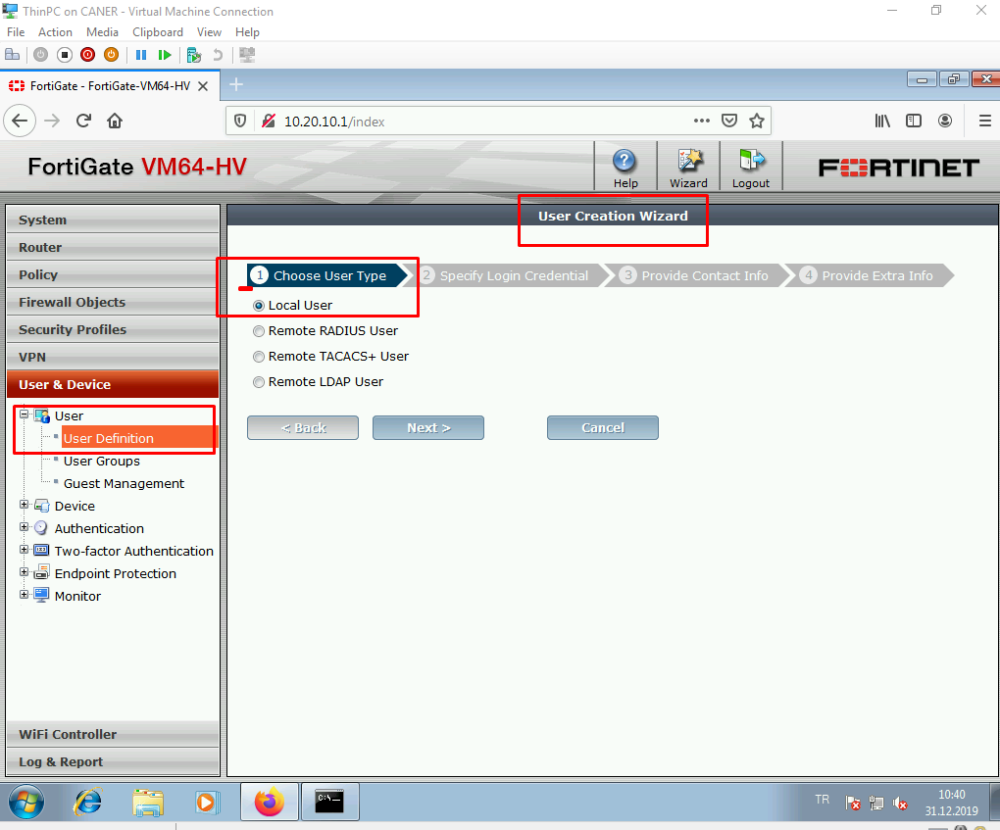 ThinPC on CANER - Virtual Machine Connection
File Action Media Clipboard View Help
FortiGate - FortiGate-VM64-HV
10.20.10.1/index
FortiGate VM64-HV
Help Wizard Logout
FORTINET
System
Router
Policy
Firewall Objects
Security Profiles
VPN
User & Device
User
User Definition
User Groups
Guest Management
Device
Authentication
Two-factor Authentication
Endpoint Protection
Monitor
WiFi Controller
Log & Report
User Creation Wizard
1 Choose User Type 2 Specify Login Credential 3 Provide Contact Info 4 Provide Extra Info
Local User
Remote RADIUS User
Remote TACACS+ User
Remote LDAP User
< Back Next > Cancel
C:\
TR
10:40
31.12.2019